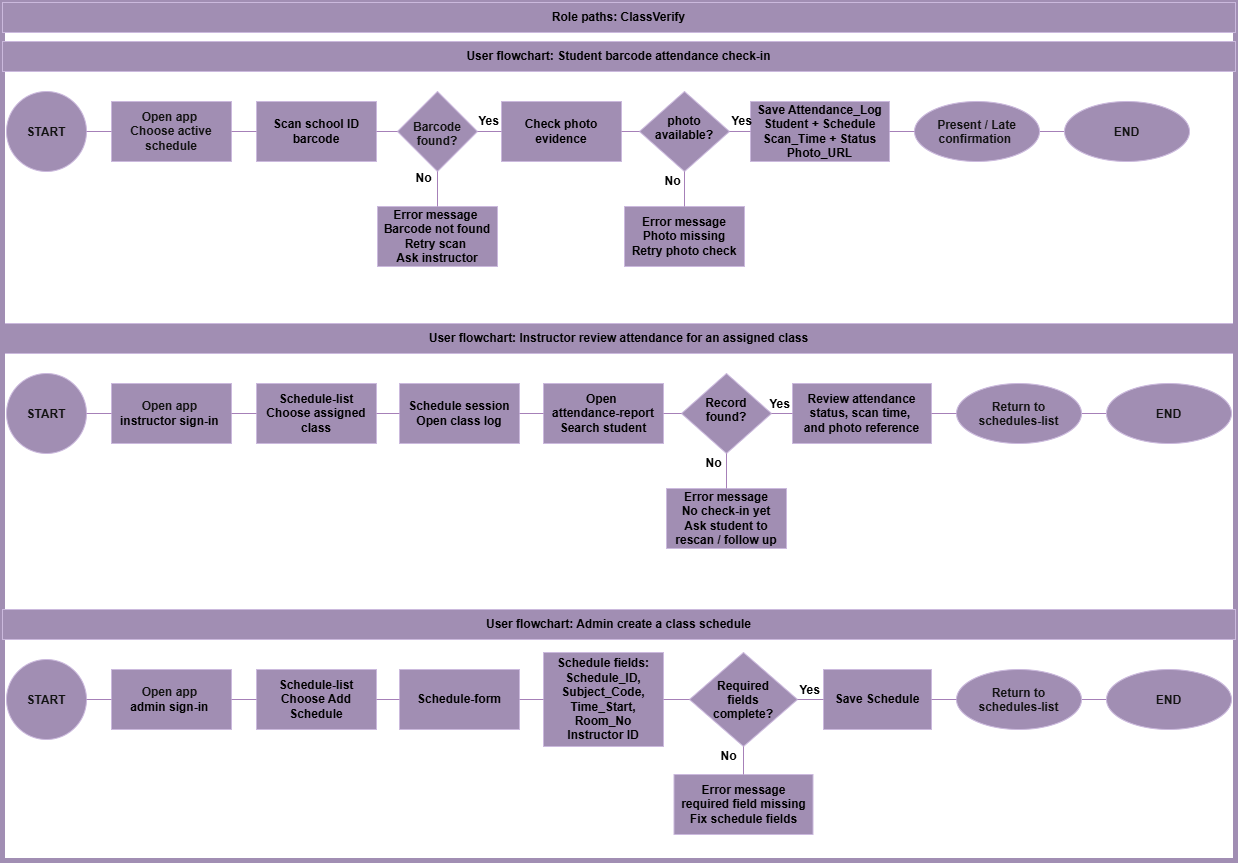 Role paths: ClassVerify
User flowchart: Student barcode attendance check-in
START
Open app
Choose active
schedule
Scan school ID
barcode
Barcode
found?
Yes
No
Error message
Barcode not found
Retry scan
Ask instructor
Check photo
evidence
photo
available?
Yes
No
Error message
Photo missing
Retry photo check
Save Attendance_Log
Student + Schedule
Scan_Time + Status
Photo_URL
Present / Late
confirmation
END
User flowchart: Instructor review attendance for an assigned class
START
Open app
instructor sign-in
Schedule-list
Choose assigned
class
Schedule session
Open class log
Open
attendance-report
Search student
Record
found?
Yes
No
Error message
No check-in yet
Ask student to
rescan / follow up
Review attendance
status, scan time,
and photo reference
Return to
schedules-list
END
User flowchart: Admin create a class schedule
START
Open app
admin sign-in
Schedule-list
Choose Add
Schedule
Schedule-form
Schedule fields:
Schedule_ID,
Subject_Code,
Time_Start,
Room_No
Instructor ID
Required
fields
complete?
Yes
No
Error message
required field missing
Fix schedule fields
Save Schedule
Return to
schedules-list
END